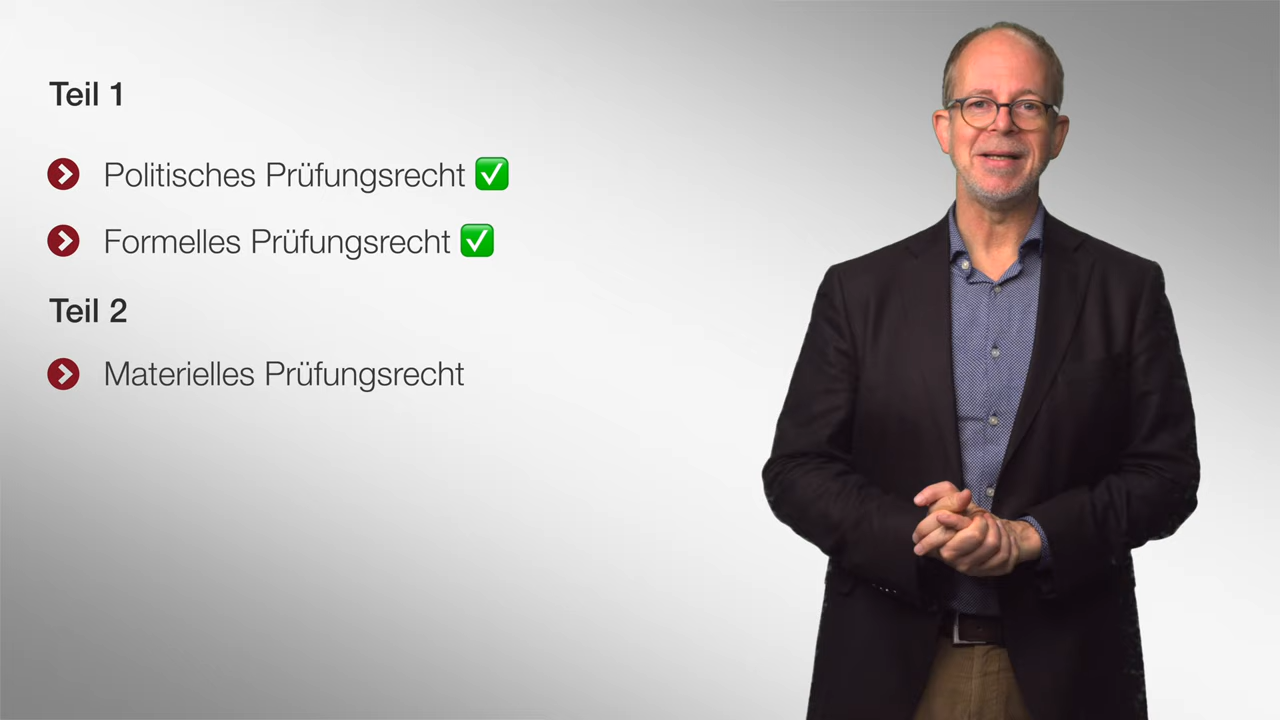 Teil 1
Politisches Prüfungsrecht ✅
Formelles Prüfungsrecht ✅
Teil 2
Materielles Prüfungsrecht